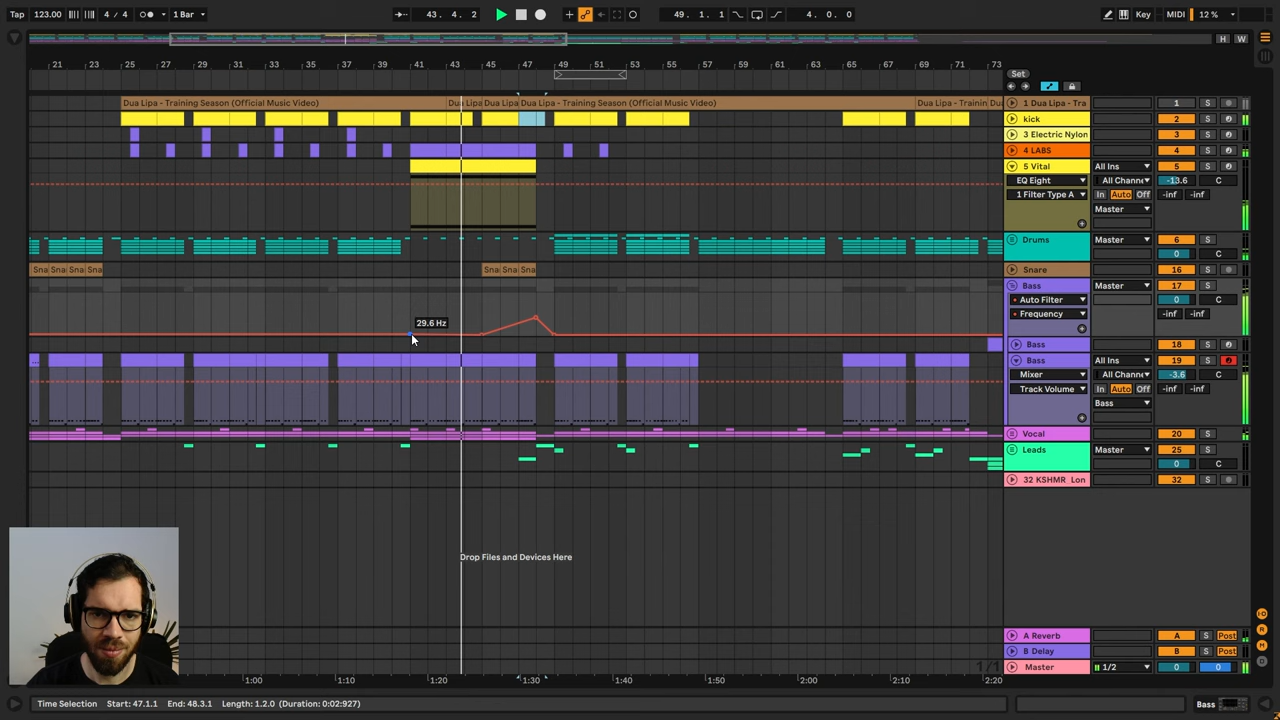 Tap 123.00 4 / 4 1 Bar 43. 4. 2 49. 1. 1 4. 0. 0 Key MIDI 12 %
H W
21 23 25 27 29 31 33 35 37 39 41 43 45 47 49 51 53 55 57 59 61 63 65 67 69 71 73
Set
Dua Lipa - Training Season (Official Music Video) Dua Lipa Dua Lipa Dua Lipa - Training Season (Official Music Video) Dua Lipa - Trainin Du
1 Dua Lipa - Tra 1 S
kick 2 S
3 Electric Nylon 3 S
4 LABS 4 S
5 Vital All Ins 5 S
EQ Eight All Channe -13.6 C
1 Filter Type A In Auto Off -inf -inf
Master
Drums Master 6 S
0 C
Sna Sna Sna Sna Sna Sna Sna
Snare 16 S
Bass Master 17 S
Auto Filter 0 C
Frequency -inf -inf
29.6 Hz
Bass 18 S
Bass All Ins 19 S
Mixer All Channe -3.6 C
Track Volume In Auto Off -inf -inf
Bass
Vocal 20 S
Leads Master 25 S
0 C
32 KSHMR Lon 32 S
Drop Files and Devices Here
A Reverb A S Post
B Delay B S Post
1/1
Master 1/2 0 0
1:00 1:10 1:20 1:30 1:40 1:50 2:00 2:10 2:20
Time Selection Start: 47.1.1 End: 48.3.1 Length: 1.2.0 (Duration: 0:02:927) Bass